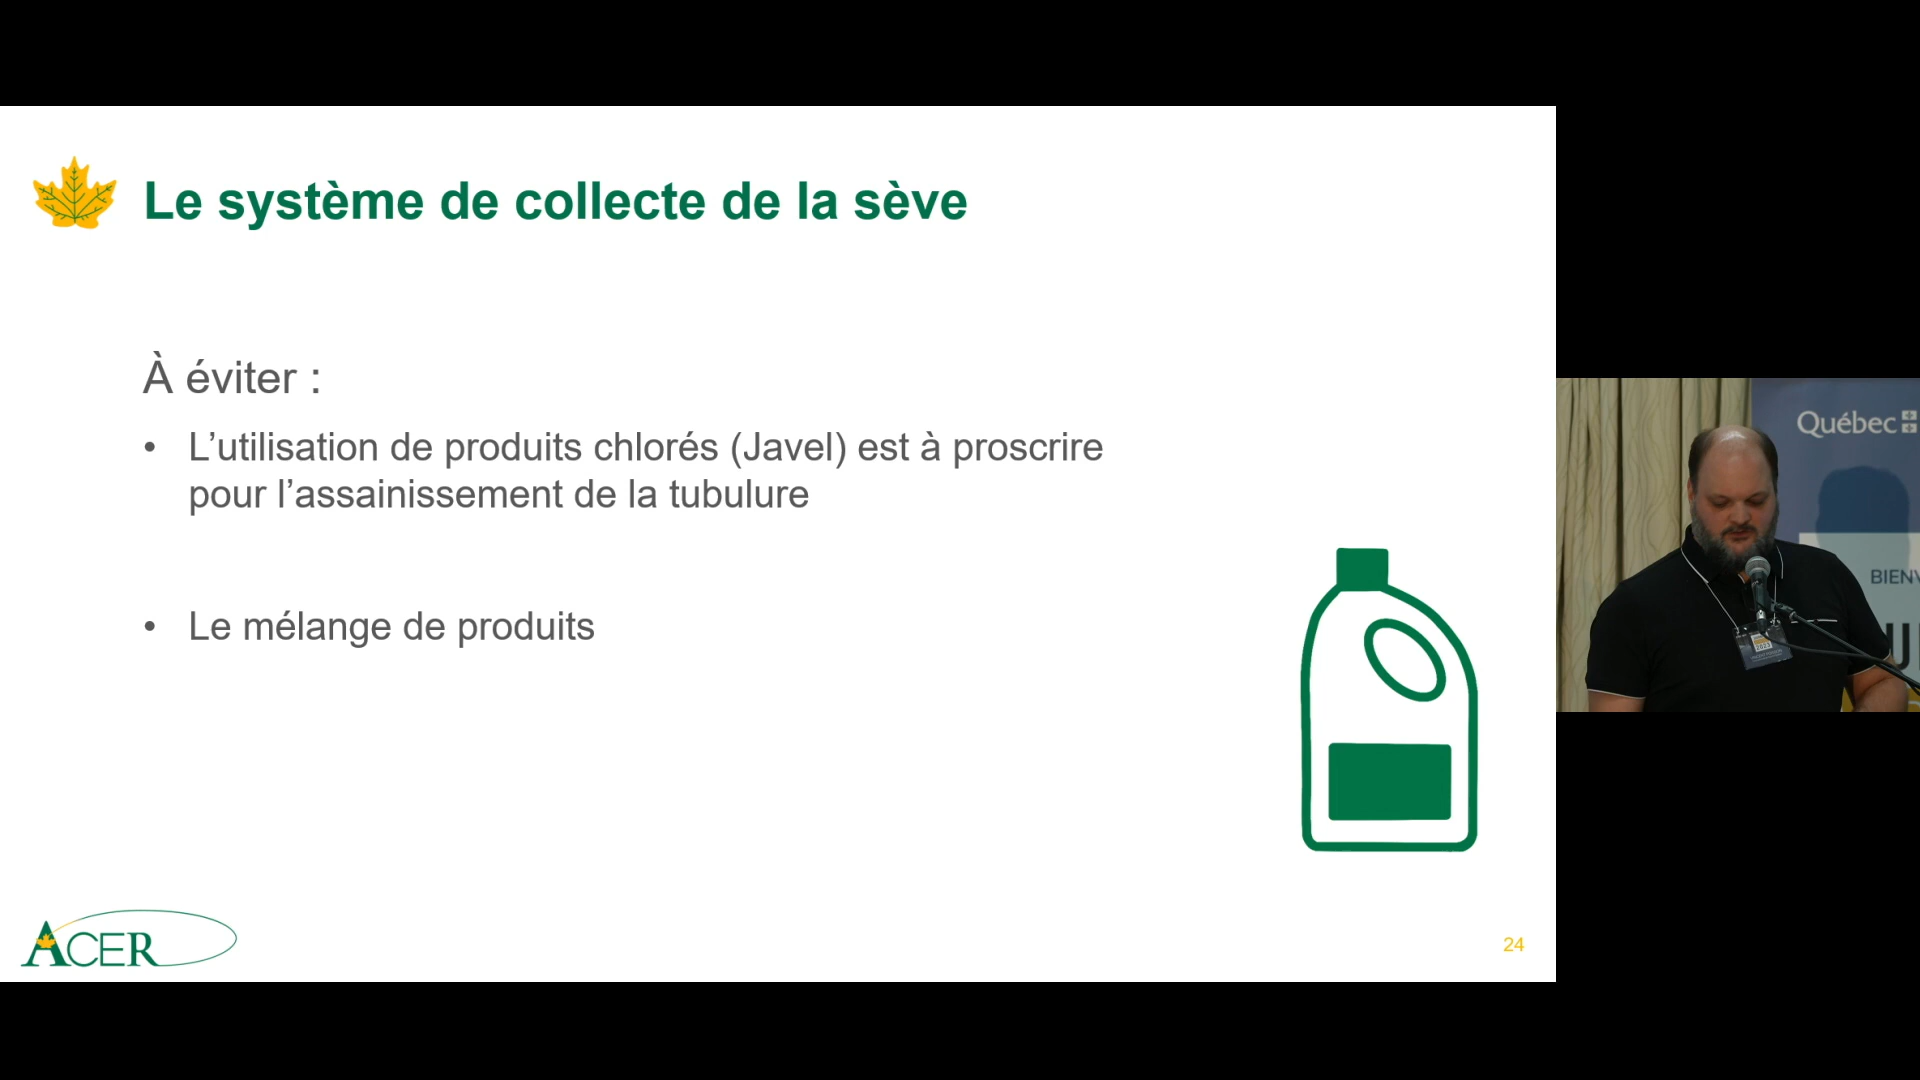 Le système de collecte de la sève
À éviter :
• L’utilisation de produits chlorés (Javel) est à proscrire
pour l’assainissement de la tubulure
• Le mélange de produits
ACER
24
Québec
BIENV